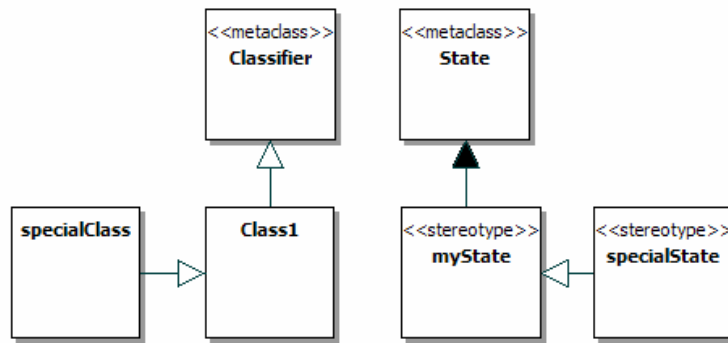 <<metaclass>>
Classifier
<<metaclass>>
State
specialClass
Class1
<<stereotype>>
myState
<<stereotype>>
specialState